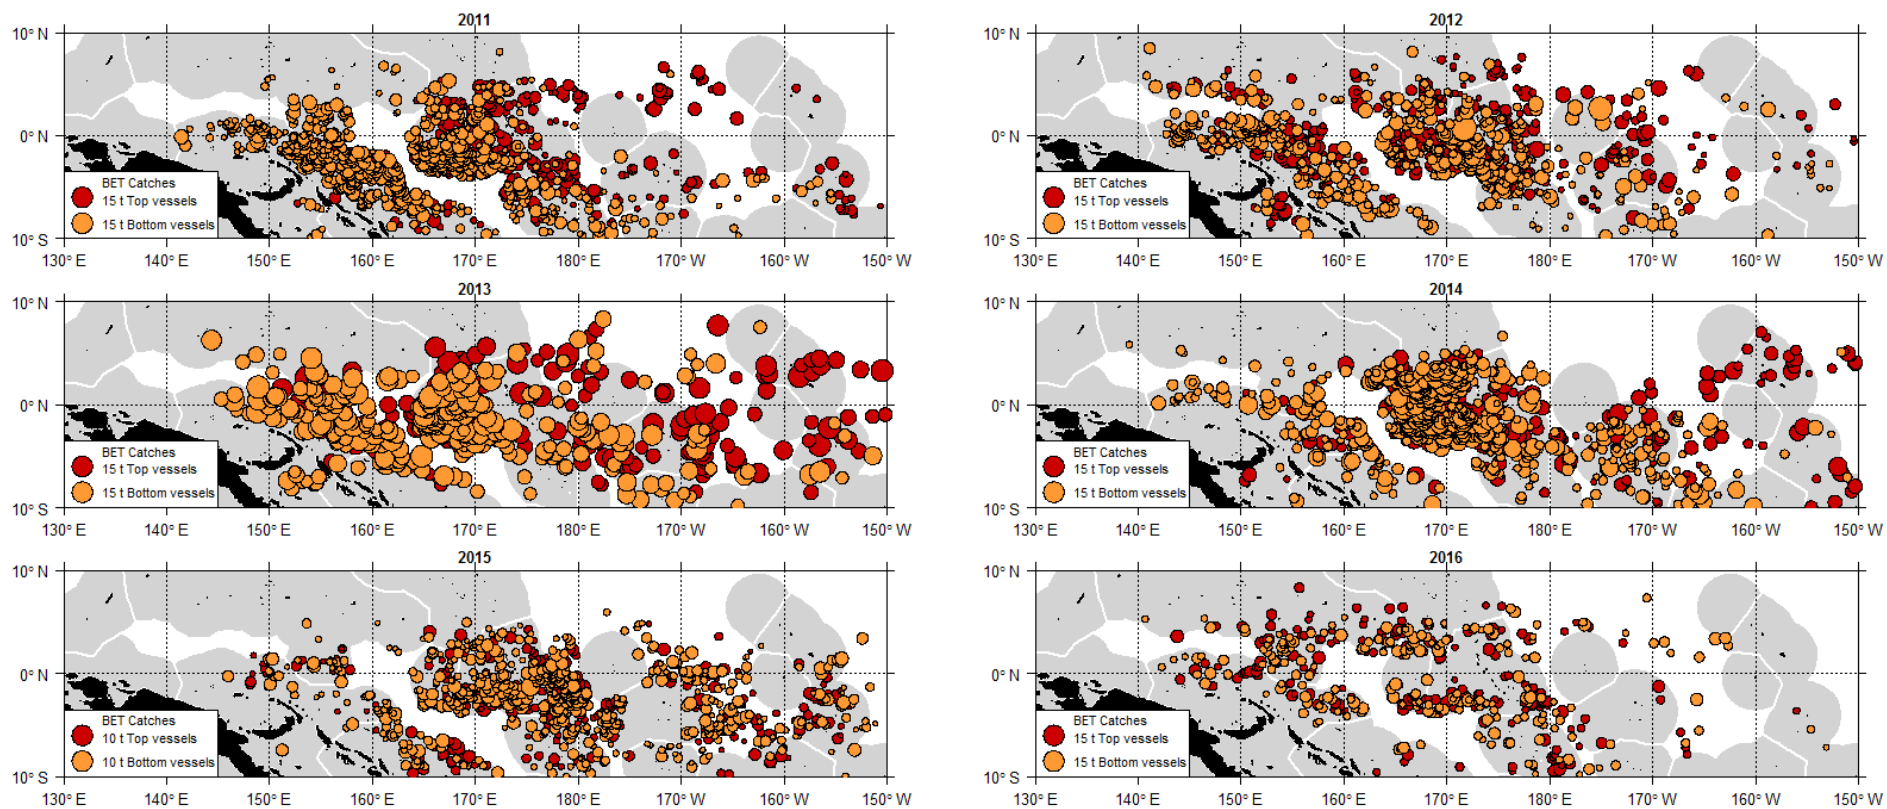 2011
10° N
0° N
10° S
BET Catches
15 t Top vessels
15 t Bottom vessels
130° E 140° E 150° E 160° E 170° E 180° E 170° W 160° W 150° W
2012
10° N
0° N
10° S
BET Catches
15 t Top vessels
15 t Bottom vessels
130° E 140° E 150° E 160° E 170° E 180° E 170° W 160° W 150° W
2013
10° N
0° N
10° S
BET Catches
15 t Top vessels
15 t Bottom vessels
130° E 140° E 150° E 160° E 170° E 180° E 170° W 160° W 150° W
2014
10° N
0° N
10° S
BET Catches
15 t Top vessels
15 t Bottom vessels
130° E 140° E 150° E 160° E 170° E 180° E 170° W 160° W 150° W
2015
10° N
0° N
10° S
BET Catches
10 t Top vessels
10 t Bottom vessels
130° E 140° E 150° E 160° E 170° E 180° E 170° W 160° W 150° W
2016
10° N
0° N
10° S
BET Catches
15 t Top vessels
15 t Bottom vessels
130° E 140° E 150° E 160° E 170° E 180° E 170° W 160° W 150° W